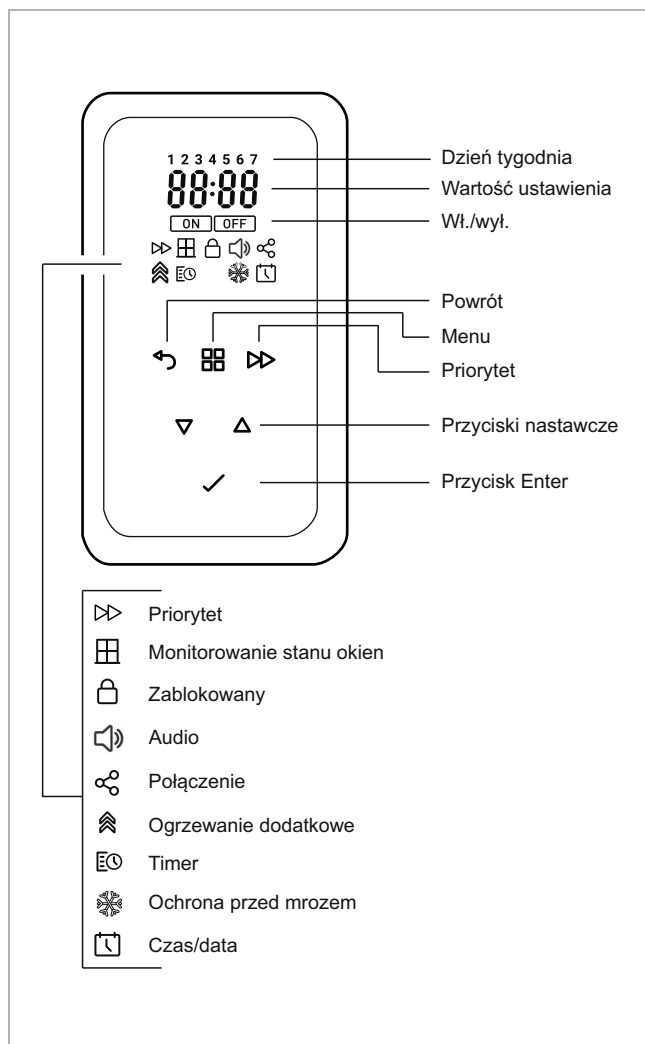 1 2 3 4 5 6 7
Dzień tygodnia
88:88
Wartość ustawienia
ON OFF
Wł./wył.
Powrót
Menu
Priorytet
Przyciski nastawcze
Przycisk Enter
Priorytet
Monitorowanie stanu okien
Zablokowany
Audio
Połączenie
Ogrzewanie dodatkowe
Timer
Ochrona przed mrozem
Czas/data